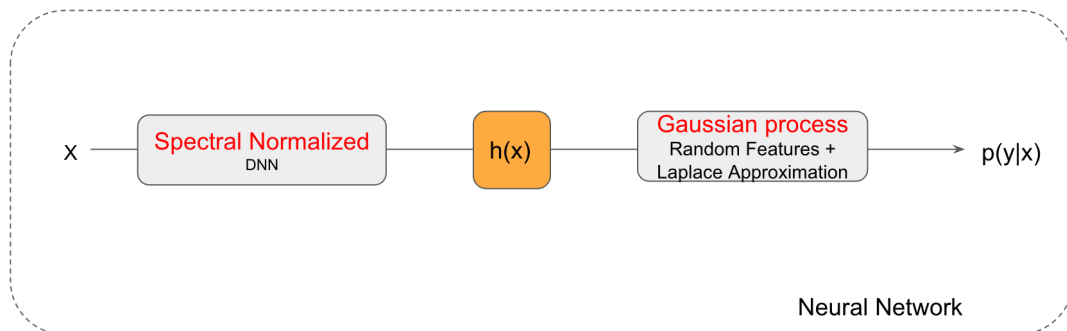 X
Spectral Normalized
DNN
h(x)
Gaussian process
Random Features +
Laplace Approximation
p(y|x)
Neural Network